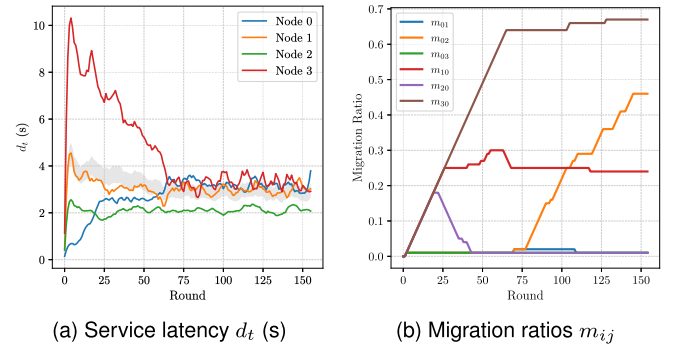 10
8
6
4
2
0
d_t (s)
0 25 50 75 100 125 150
Round
Node 0
Node 1
Node 2
Node 3
(a) Service latency d_t (s)
0.7
0.6
0.5
0.4
0.3
0.2
0.1
0.0
Migration Ratio
0 25 50 75 100 125 150
Round
m_01
m_02
m_03
m_10
m_20
m_30
(b) Migration ratios m_ij